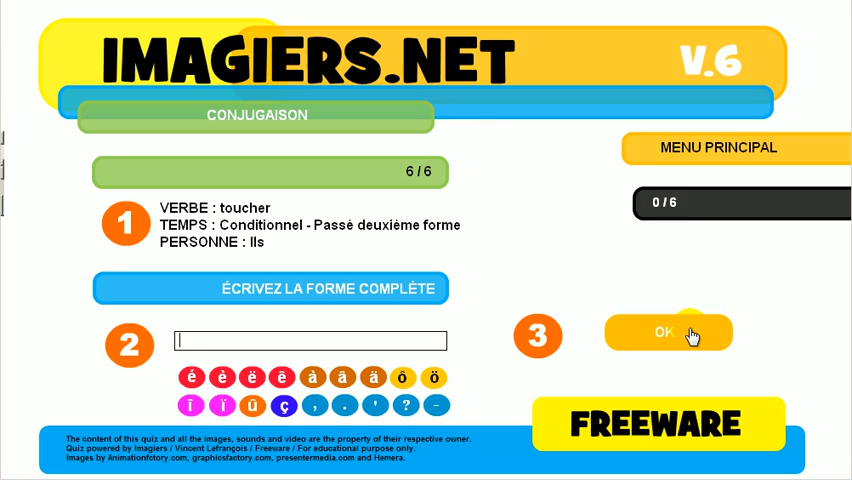 IMAGIERS.NET
V.6
CONJUGAISON
MENU PRINCIPAL
6 / 6
0 / 6
1
VERBE : toucher
TEMPS : Conditionnel - Passé deuxième forme
PERSONNE : Ils
ÉCRIVEZ LA FORME COMPLÈTE
2
3
OK
é è ë ê à â ä ô ö
î ï û ç , . ' ? -
FREEWARE
The content of this quiz and all the images, sounds and video are the property of their respective owner.
Quiz powered by Imagiers / Vincent Lefrançois / Freeware / For educational purpose only.
Images by Animationfctory.com, graphicsfactory.com, presentermedia.com and Hemera.